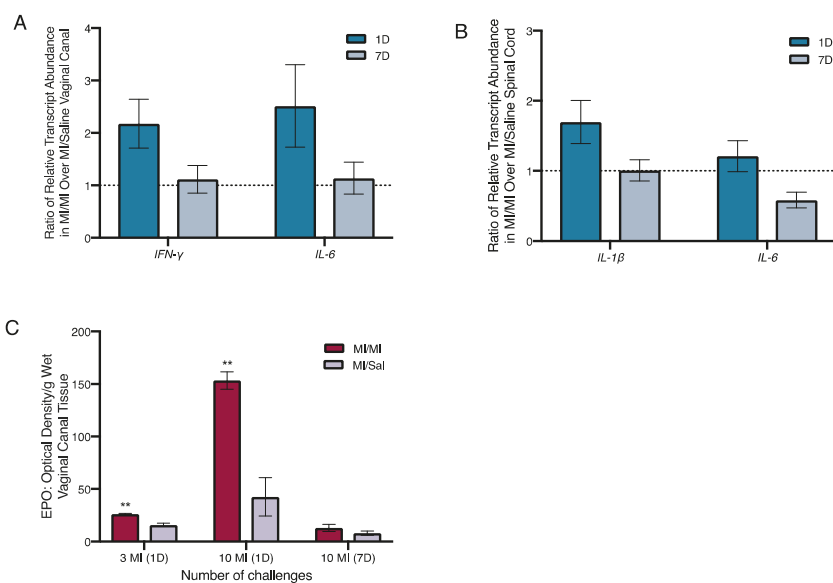 A
Ratio of Relative Transcript Abundance
in MI/MI Over MI/Saline Vaginal Canal
4
3
2
1
0
1D
7D
IFN-γ
IL-6
B
Ratio of Relative Transcript Abundance
in MI/MI Over MI/Saline Spinal Cord
3
2
1
0
1D
7D
IL-1β
IL-6
C
EPO: Optical Density/g Wet
Vaginal Canal Tissue
200
150
100
50
0
MI/MI
MI/Sal
**
**
3 MI (1D)
10 MI (1D)
10 MI (7D)
Number of challenges